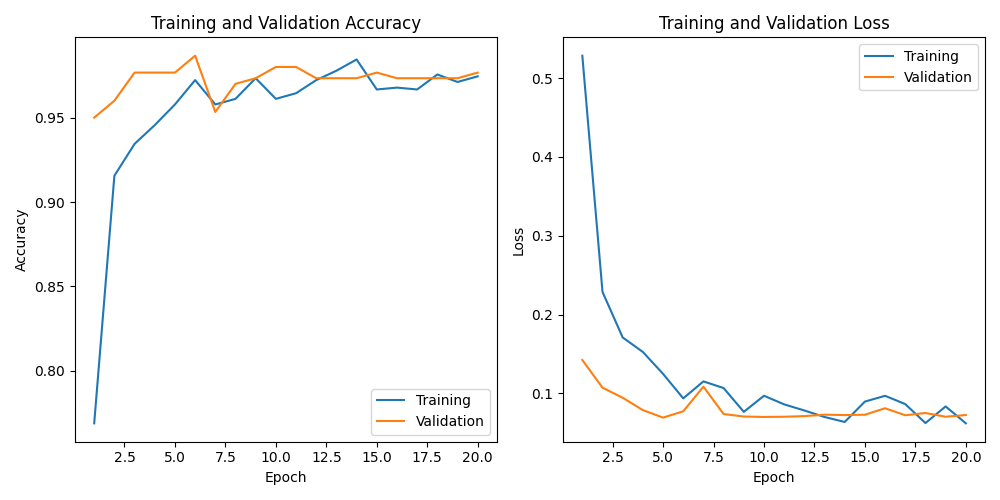 Training and Validation Accuracy
Accuracy
0.95
0.90
0.85
0.80
2.5 5.0 7.5 10.0 12.5 15.0 17.5 20.0
Epoch
Training
Validation
Training and Validation Loss
Loss
0.5
0.4
0.3
0.2
0.1
2.5 5.0 7.5 10.0 12.5 15.0 17.5 20.0
Epoch
Training
Validation